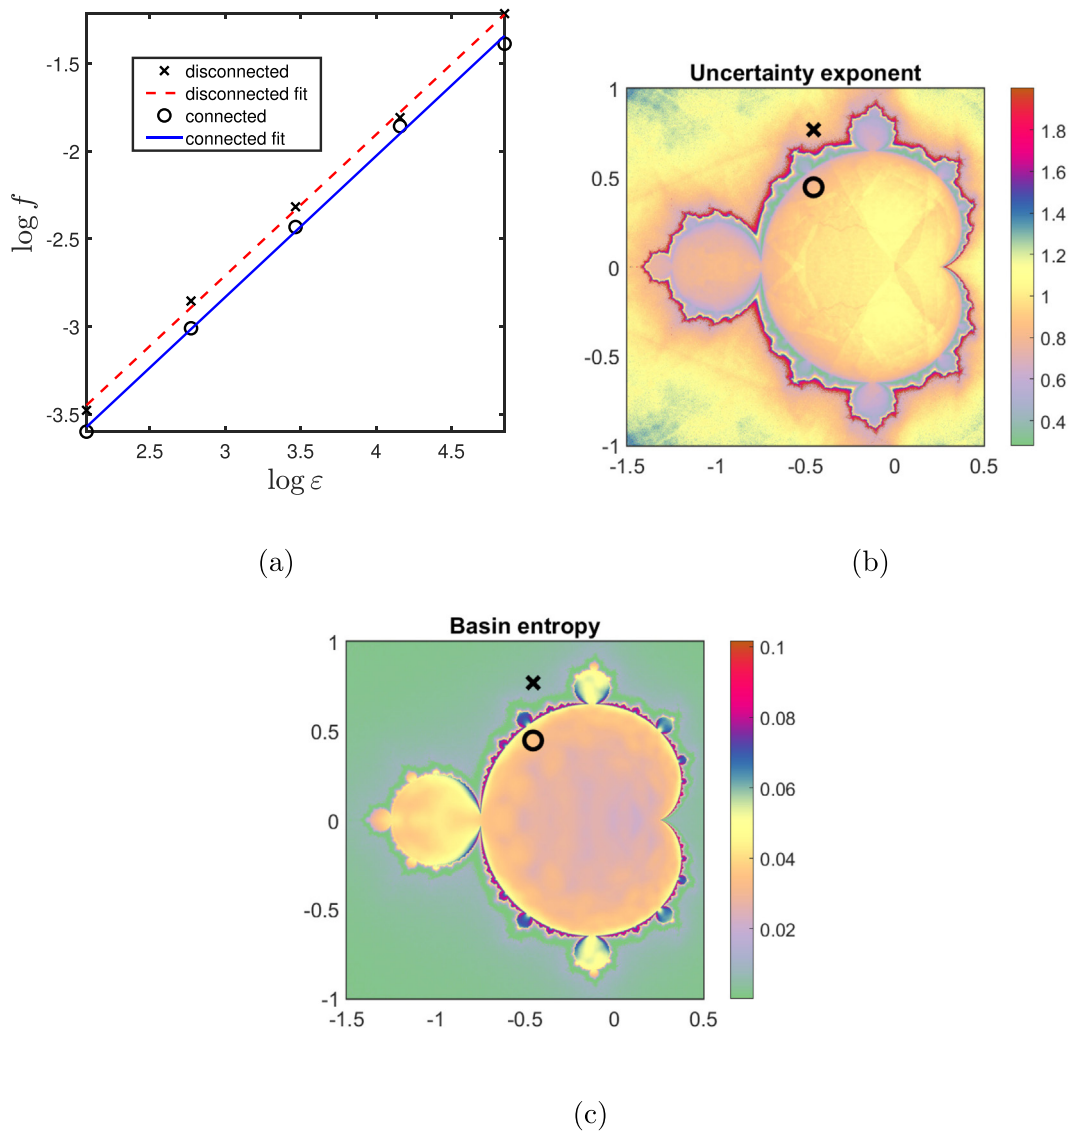 -1.5
-2
-2.5
-3
-3.5
log f
disconnected
disconnected fit
connected
connected fit
2.5 3 3.5 4 4.5
log ε
(a)
Uncertainty exponent
1
0.5
0
-0.5
-1
-1.5 -1 -0.5 0 0.5
1.8
1.6
1.4
1.2
1
0.8
0.6
0.4
(b)
Basin entropy
1
0.5
0
-0.5
-1
-1.5 -1 -0.5 0 0.5
0.1
0.08
0.06
0.04
0.02
(c)